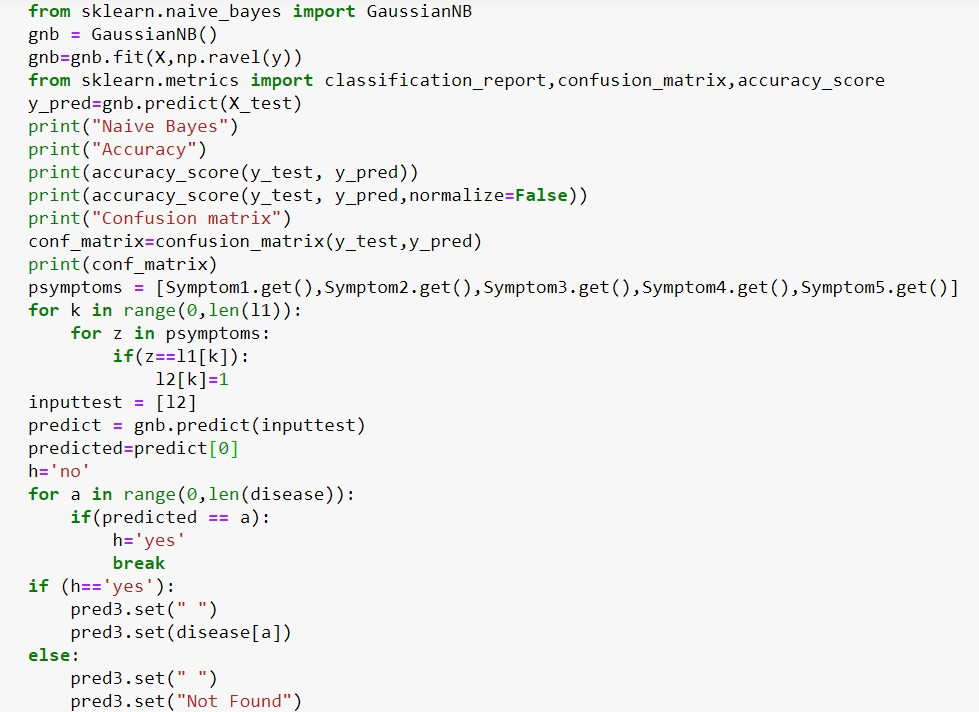 from sklearn.naive_bayes import GaussianNB
gnb = GaussianNB()
gnb=gnb.fit(X,np.ravel(y))
from sklearn.metrics import classification_report,confusion_matrix,accuracy_score
y_pred=gnb.predict(X_test)
print("Naive Bayes")
print("Accuracy")
print(accuracy_score(y_test, y_pred))
print(accuracy_score(y_test, y_pred,normalize=False))
print("Confusion matrix")
conf_matrix=confusion_matrix(y_test,y_pred)
print(conf_matrix)
psymptoms = [Symptom1.get(),Symptom2.get(),Symptom3.get(),Symptom4.get(),Symptom5.get()]
for k in range(0,len(l1)):
    for z in psymptoms:
        if(z==l1[k]):
            l2[k]=1
inputtest = [l2]
predict = gnb.predict(inputtest)
predicted=predict[0]
h='no'
for a in range(0,len(disease)):
    if(predicted == a):
        h='yes'
        break
if (h=='yes'):
    pred3.set(" ")
    pred3.set(disease[a])
else:
    pred3.set(" ")
    pred3.set("Not Found")